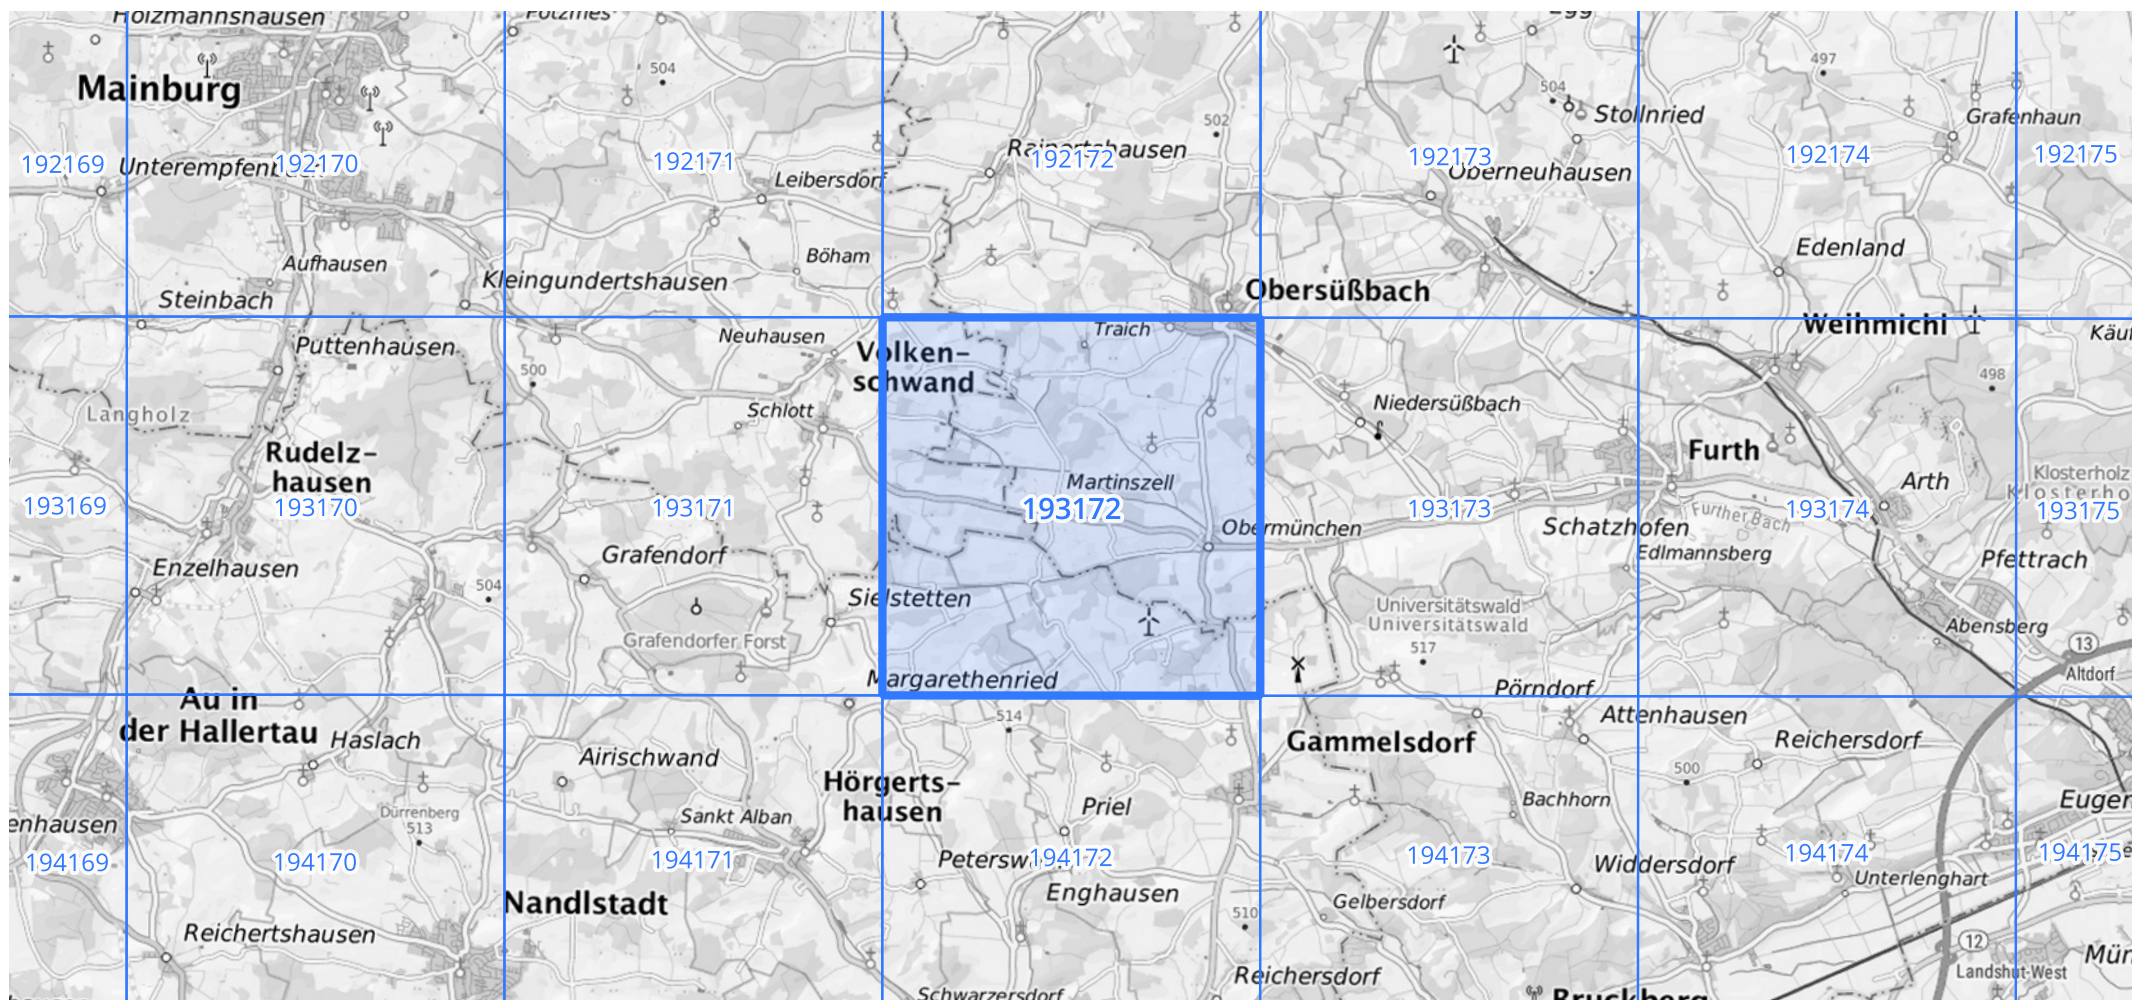 Holzmannshausen
504
502
504
497
Mainburg
Stollnried
Grafenhaun
192169
Unterempfenb
192170
192171
Leibersdorf
192172
192173
Oberneuhausen
192174
192175
Aufhausen
Böham
Edenland
Steinbach
Kleingundertshausen
Obersüßbach
Weihmichl
Puttenhausen
Neuhausen
Volken-
schwand
Traich
500
498
Langholz
Schlott
Niedersüßbach
Rudelz-
hausen
Furth
Martinszell
Arth
Klosterholz
193169
193170
193171
193172
193173
193174
193175
Obermünchen
Schatzhofen
Further Bach
Edlmannsberg
Grafendorf
Enzelhausen
Pfettrach
504
Sielstetten
Universitätswald
Universitätswald
Grafendorfer Forst
517
Abensberg
13
Altdorf
Margarethenried
Pörndorf
Au in
der Hallertau
Haslach
514
Attenhausen
Airischwand
Gammelsdorf
Reichersdorf
500
Hörgerts-
hausen
Dürrenberg
513
Sankt Alban
Priel
Bachhorn
enhausen
194169
194170
194171
Petersw
194172
194173
Widdersdorf
194174
194175
Enghausen
Unterlenghart
Nandlstadt
Gelbersdorf
510
Reichertshausen
12
Landshut-West
Reichersdorf
Schwarzersdorf
Bruckberg